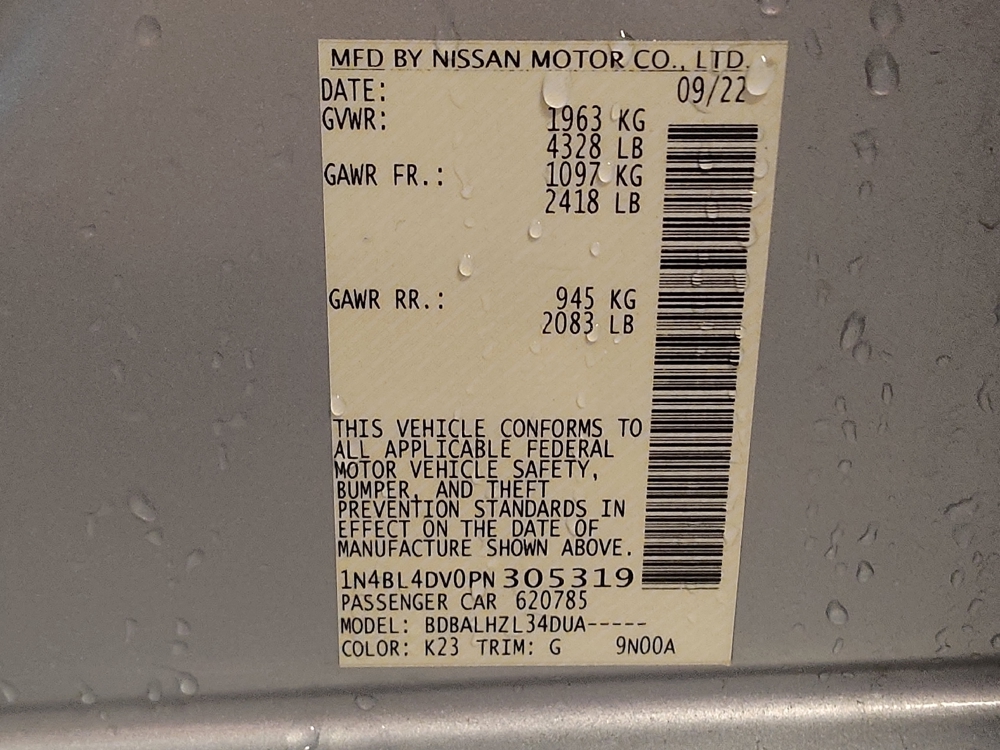 MFD BY NISSAN MOTOR CO., LTD.
DATE: 09/22
GVWR: 1963 KG
4328 LB
GAWR FR.: 1097 KG
2418 LB
GAWR RR.: 945 KG
2083 LB
THIS VEHICLE CONFORMS TO
ALL APPLICABLE FEDERAL
MOTOR VEHICLE SAFETY,
BUMPER, AND THEFT
PREVENTION STANDARDS IN
EFFECT ON THE DATE OF
MANUFACTURE SHOWN ABOVE.
1N4BL4DV0PN305319
PASSENGER CAR 620785
MODEL: BDBALHZL34DUA-----
COLOR: K23 TRIM: G 9N00A